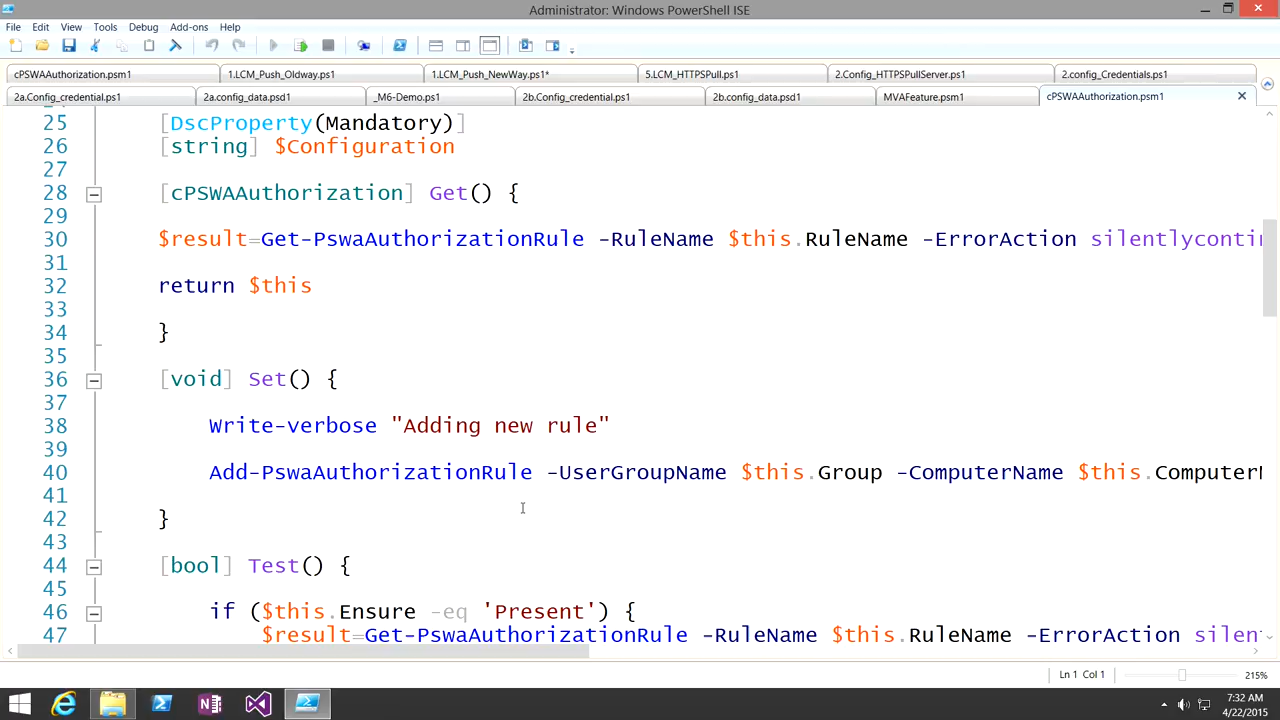 Administrator: Windows PowerShell ISE
File Edit View Tools Debug Add-ons Help
cPSWAAuthorization.psm1 1.LCM_Push_Oldway.ps1 1.LCM_Push_NewWay.ps1* 5.LCM_HTTPSPull.ps1 2.Config_HTTPSPullServer.ps1 2.config_Credentials.ps1
2a.Config_credential.ps1 2a.config_data.psd1 _M6-Demo.ps1 2b.Config_credential.ps1 2b.config_data.psd1 MVAFeature.psm1 cPSWAAuthorization.psm1
25 [DscProperty(Mandatory)]
26 [string] $Configuration
27
28 [cPSWAAuthorization] Get() {
29
30 $result=Get-PswaAuthorizationRule -RuleName $this.RuleName -ErrorAction silentlycontin
31
32 return $this
33
34 }
35
36 [void] Set() {
37
38 Write-verbose "Adding new rule"
39
40 Add-PswaAuthorizationRule -UserGroupName $this.Group -ComputerName $this.ComputerN
41
42 }
43
44 [bool] Test() {
45
46 if ($this.Ensure -eq 'Present') {
47 $result=Get-PswaAuthorizationRule -RuleName $this.RuleName -ErrorAction silen
Ln 1 Col 1 215%
7:32 AM
4/22/2015